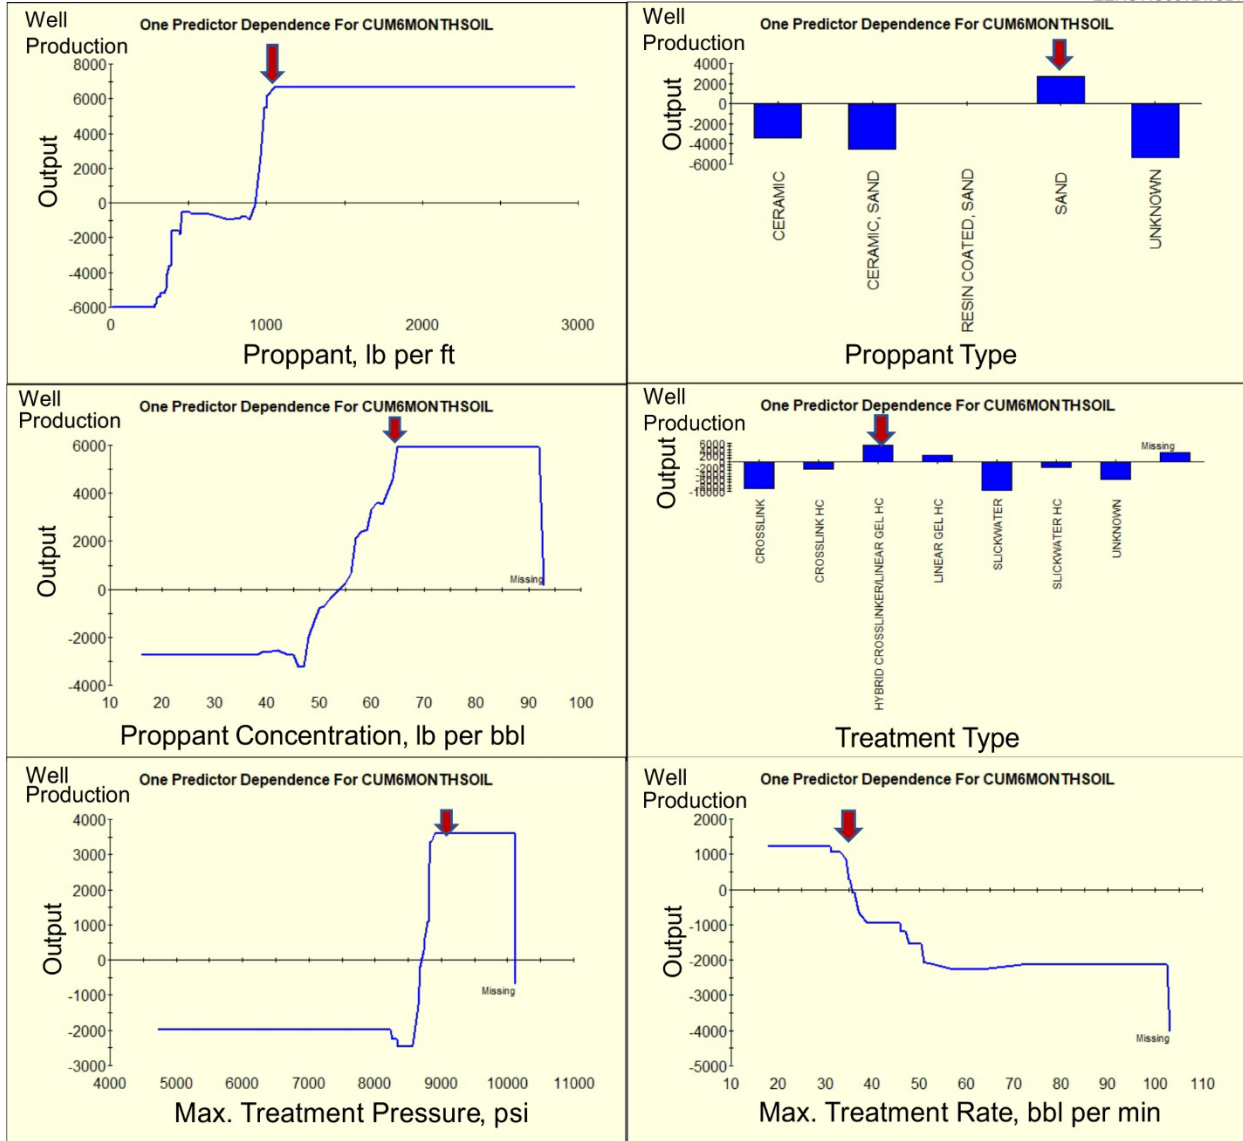 Well
Production
One Predictor Dependence For CUM6MONTHSOIL
8000
6000
4000
2000
0
-2000
-4000
-6000
Output
0 1000 2000 3000
Proppant, lb per ft
Well
Production
One Predictor Dependence For CUM6MONTHSOIL
4000
2000
0
-2000
-4000
-6000
Output
CERAMIC
CERAMIC, SAND
RESIN COATED, SAND
SAND
UNKNOWN
Proppant Type
Well
Production
One Predictor Dependence For CUM6MONTHSOIL
6000
4000
2000
0
-2000
-4000
Output
Missing
10 20 30 40 50 60 70 80 90 100
Proppant Concentration, lb per bbl
Well
Production
One Predictor Dependence For CUM6MONTHSOIL
Missing
6000
4000
2000
0
-2000
-10000
Output
CROSSLINK
CROSSLINK HC
HYBRID CROSSLINKER/LINEAR GEL HC
LINEAR GEL HC
SLICKWATER
SLICKWATER HC
UNKNOWN
Treatment Type
Well
Production
One Predictor Dependence For CUM6MONTHSOIL
4000
3000
2000
1000
0
-1000
-2000
-3000
Output
Missing
4000 5000 6000 7000 8000 9000 10000 11000
Max. Treatment Pressure, psi
Well
Production
One Predictor Dependence For CUM6MONTHSOIL
2000
1000
0
-1000
-2000
-3000
-4000
-5000
Output
Missing
10 20 30 40 50 60 70 80 90 100 110
Max. Treatment Rate, bbl per min